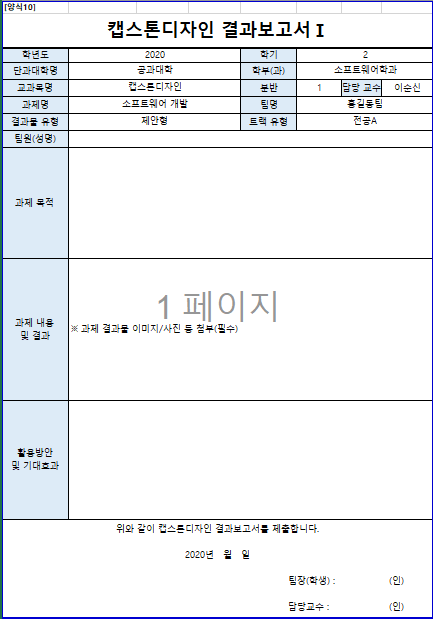 [양식10]
캡스톤디자인 결과보고서 I
학년도 2020 학기 2
단과대학명 공과대학 학부(과) 소프트웨어학과
교과목명 캡스톤디자인 분반 1 담당 교수 이순신
과제명 소프트웨어 개발 팀명 홍길동팀
결과물 유형 제안형 트랙 유형 전공A
팀원(성명)
과제 목적
1 페이지
과제 내용
및 결과
※ 과제 결과물 이미지/사진 등 첨부(필수)
활용방안
및 기대효과
위와 같이 캡스톤디자인 결과보고서를 제출합니다.
2020년 월 일
팀장(학생) : (인)
담당교수 : (인)